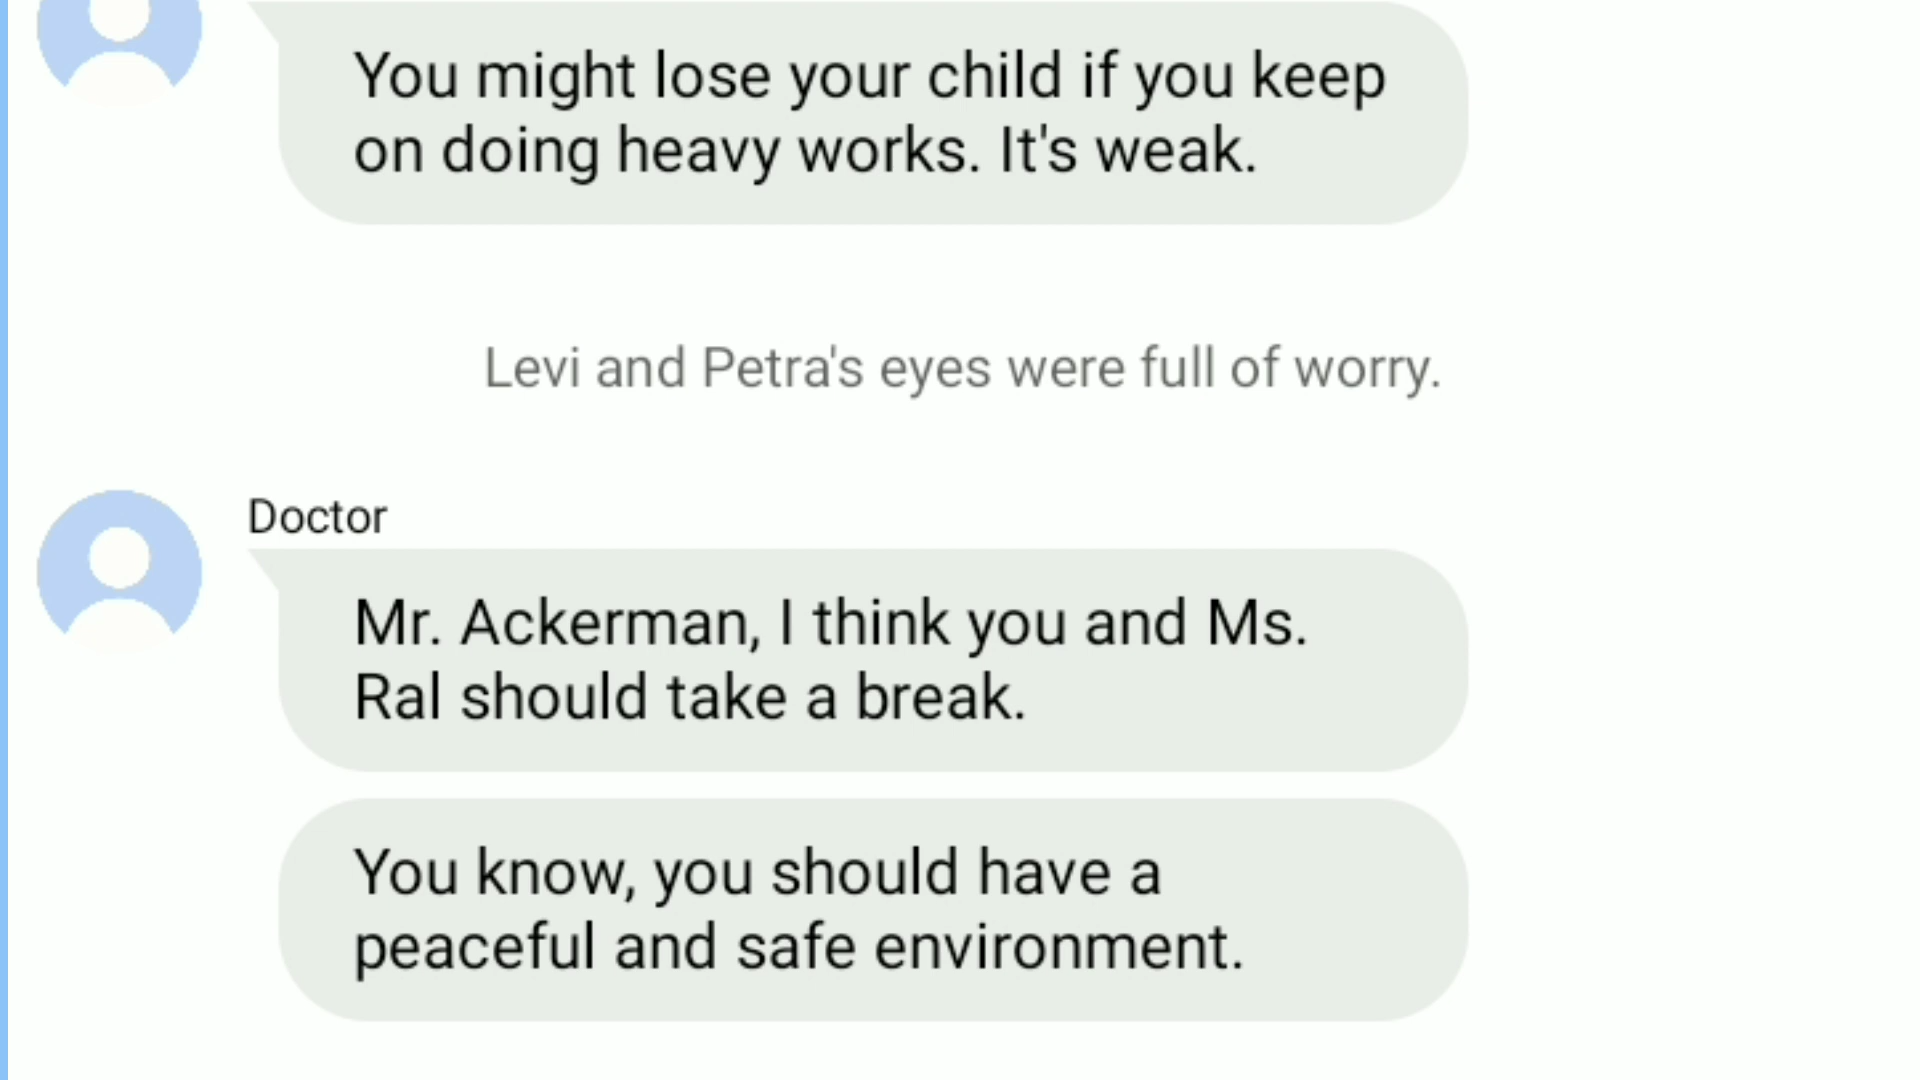 You might lose your child if you keep
on doing heavy works. It's weak.
Levi and Petra's eyes were full of worry.
Doctor
Mr. Ackerman, I think you and Ms.
Ral should take a break.
You know, you should have a
peaceful and safe environment.